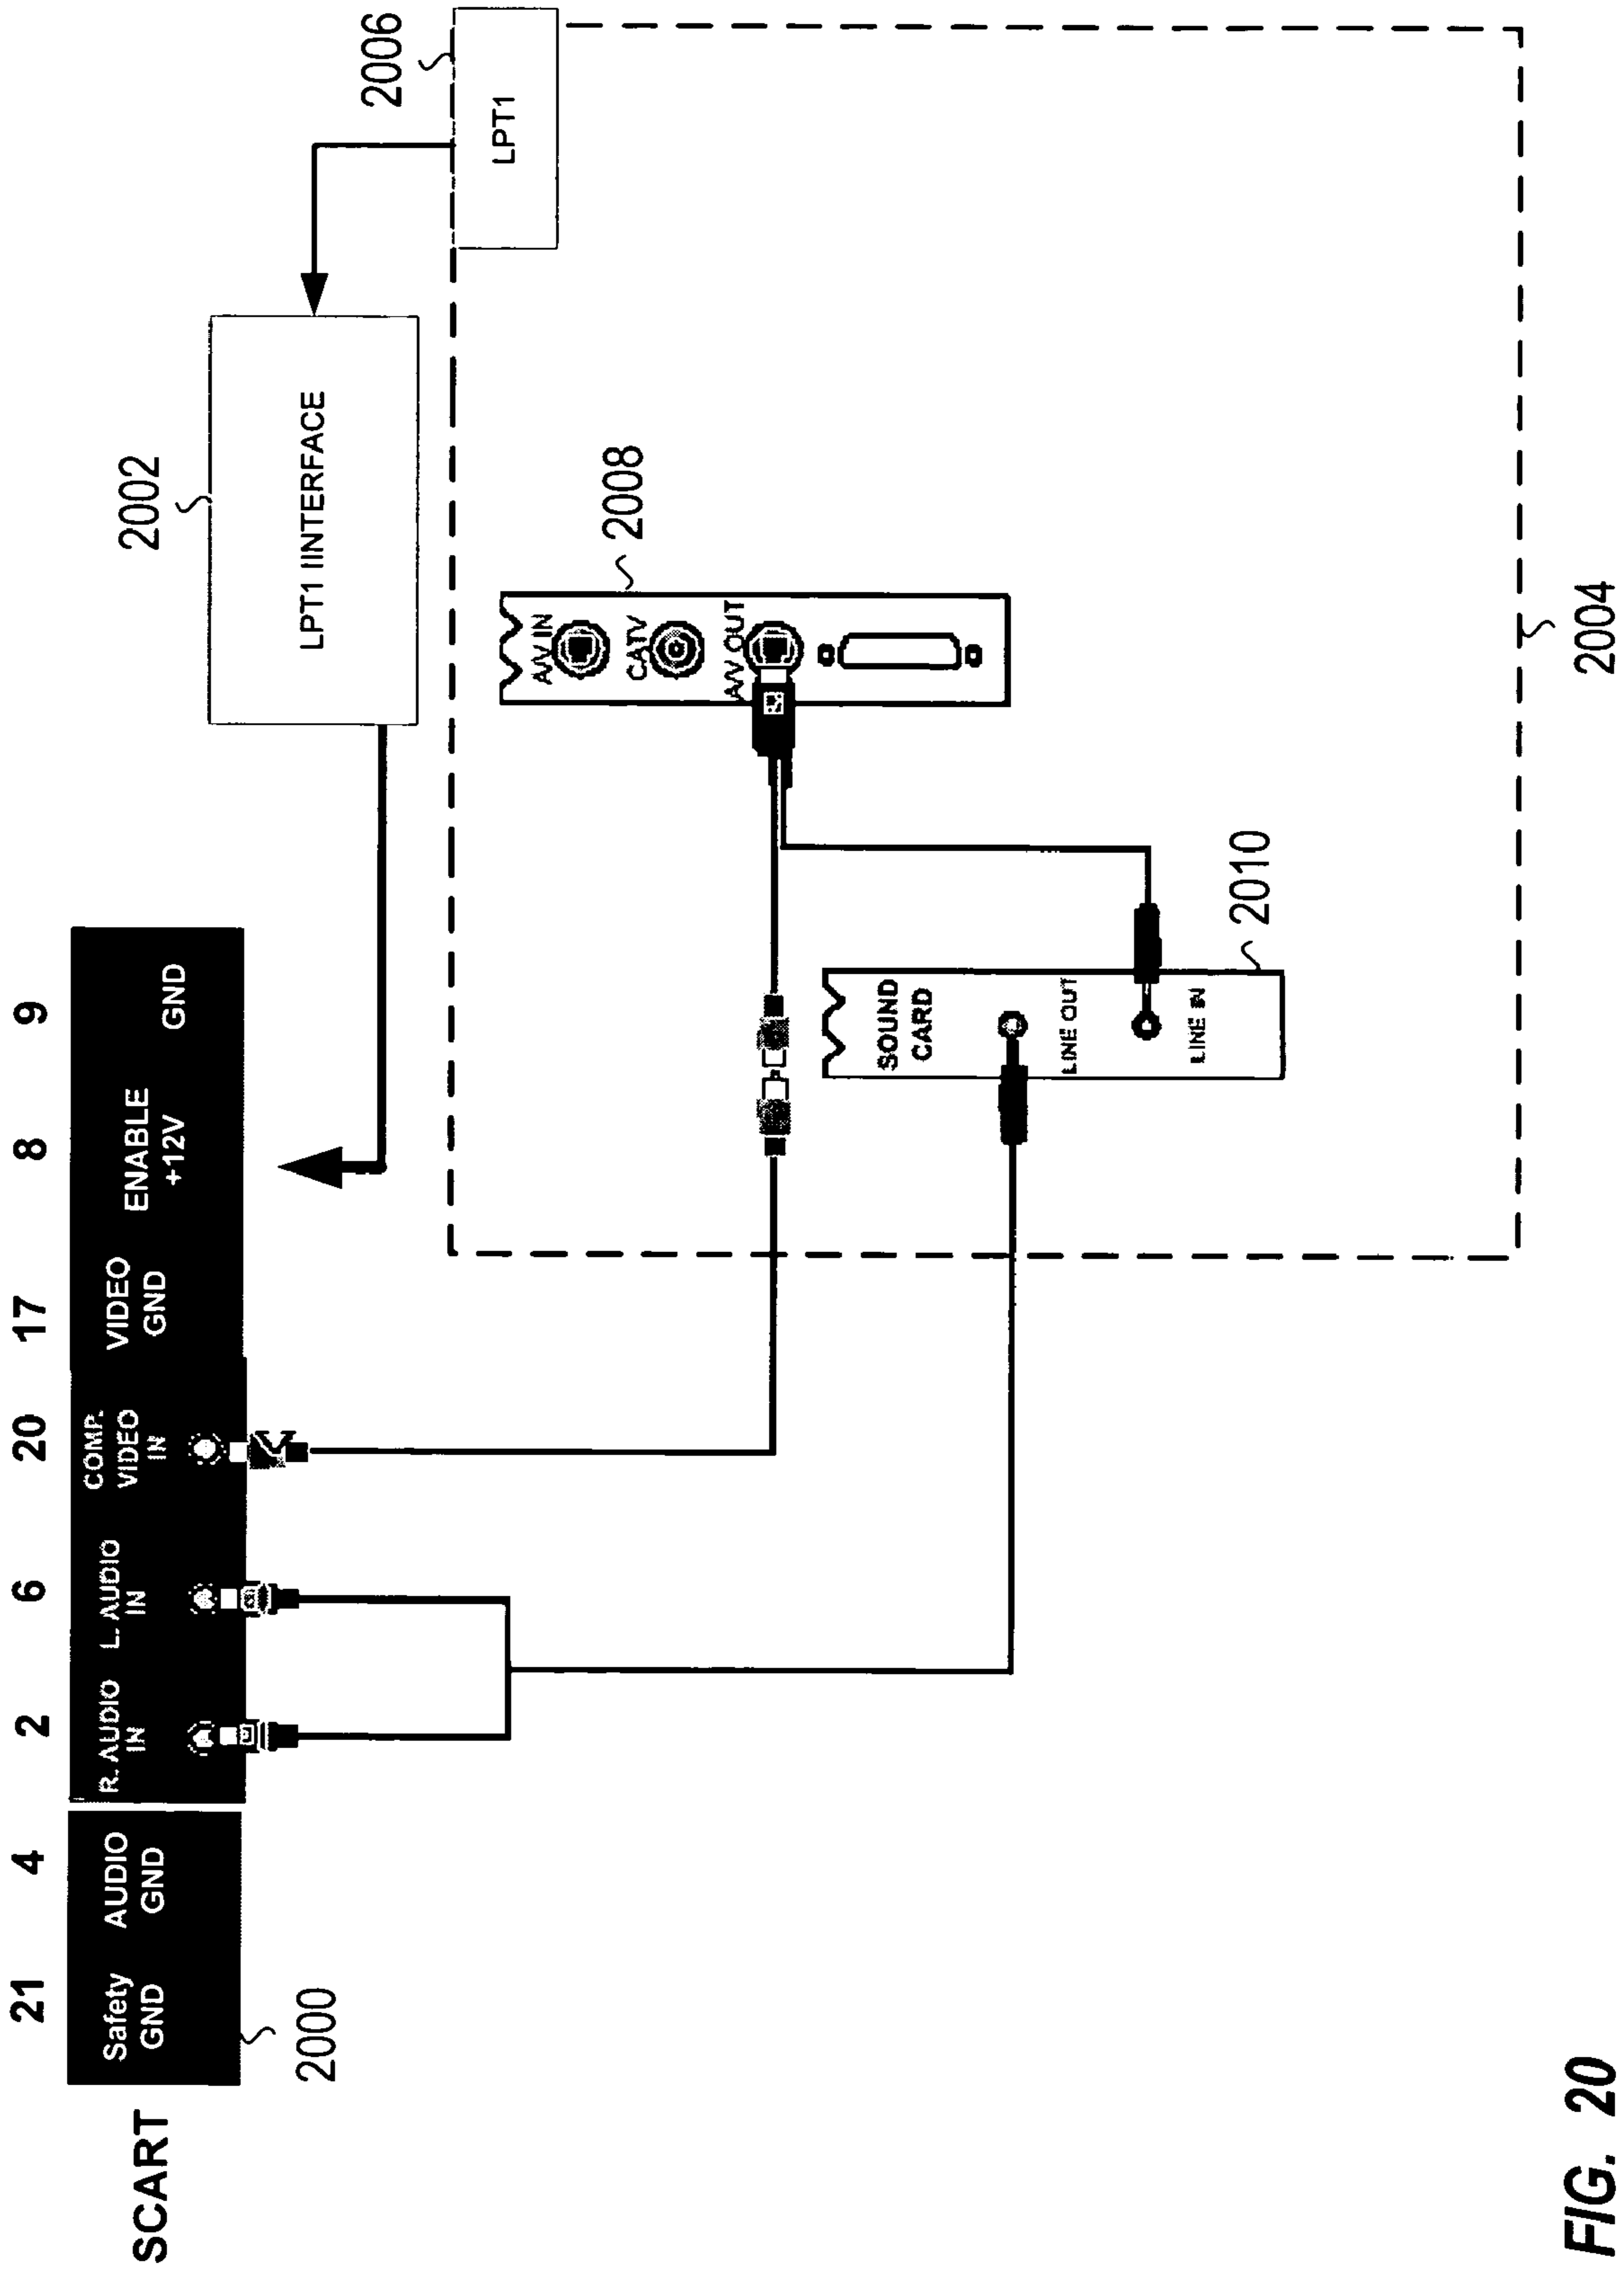 21 4 2 6 20 17 8 9
SCART
Safety
GND
AUDIO
GND
R. AUDIO
IN
L. AUDIO
IN
COMP.
VIDEO
IN
VIDEO
GND
ENABLE
+12V
GND
2000
2002
LPT1 IINTERFACE
2006
LPT1
2008
A/V IN
CATV
A/V OUT
SOUND
CARD
LINE OUT
LINE IN
2010
2004
FIG. 20